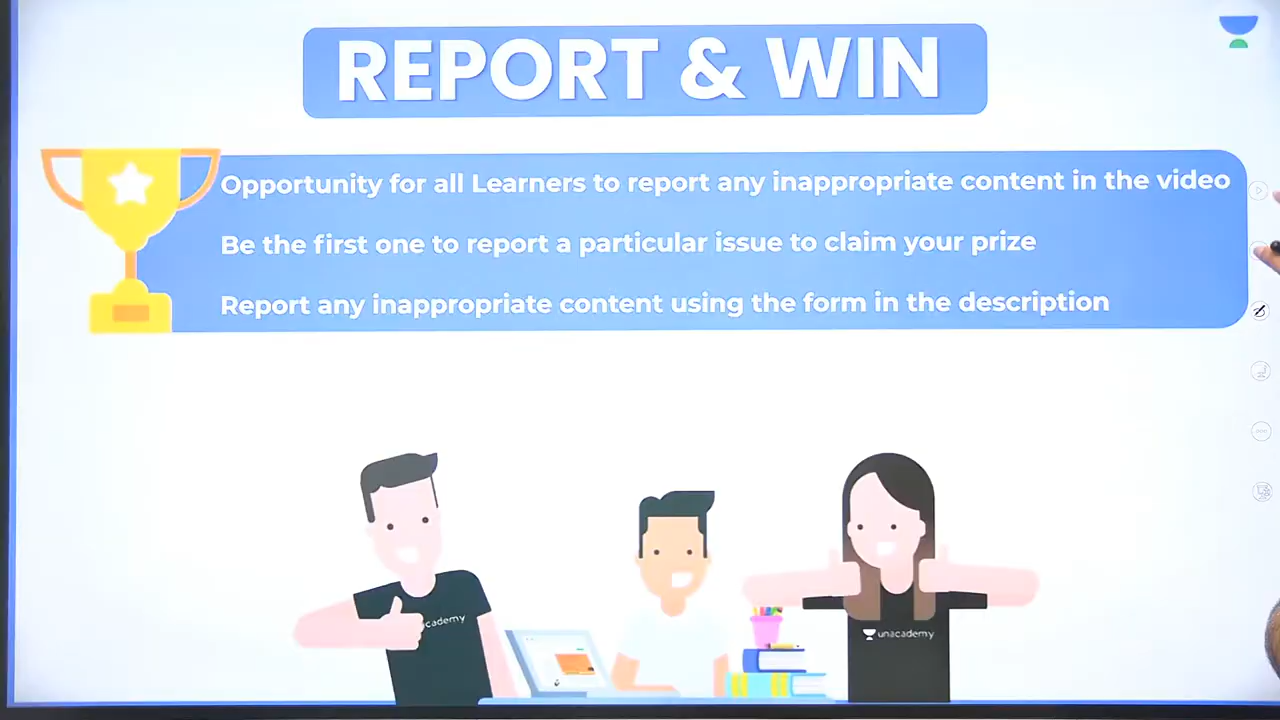 REPORT & WIN
Opportunity for all Learners to report any inappropriate content in the video
Be the first one to report a particular issue to claim your prize
Report any inappropriate content using the form in the description
cademy
unacademy